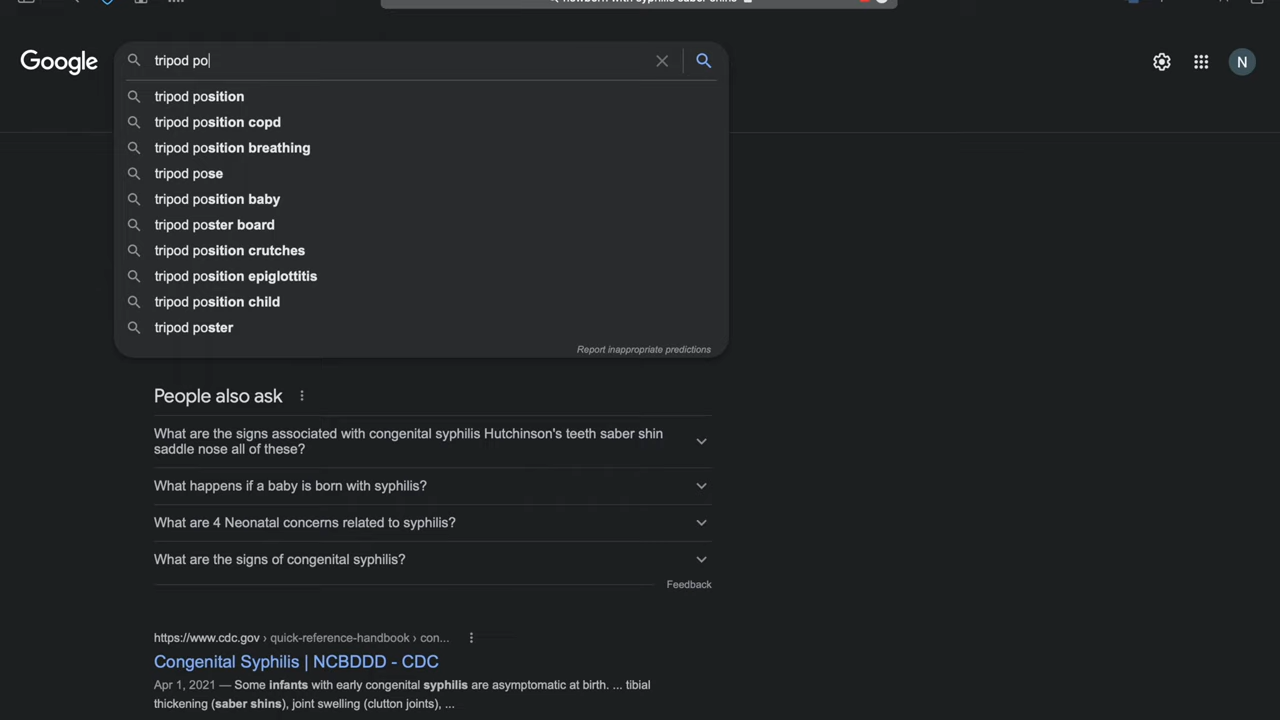 newborn with syphilis saber shins
Google
tripod po
N
tripod position
tripod position copd
tripod position breathing
tripod pose
tripod position baby
tripod poster board
tripod position crutches
tripod position epiglottitis
tripod position child
tripod poster
Report inappropriate predictions
People also ask
What are the signs associated with congenital syphilis Hutchinson's teeth saber shin
saddle nose all of these?
What happens if a baby is born with syphilis?
What are 4 Neonatal concerns related to syphilis?
What are the signs of congenital syphilis?
Feedback
https://www.cdc.gov › quick-reference-handbook › con...
Congenital Syphilis | NCBDDD - CDC
Apr 1, 2021 — Some infants with early congenital syphilis are asymptomatic at birth. ... tibial
thickening (saber shins), joint swelling (clutton joints), ...